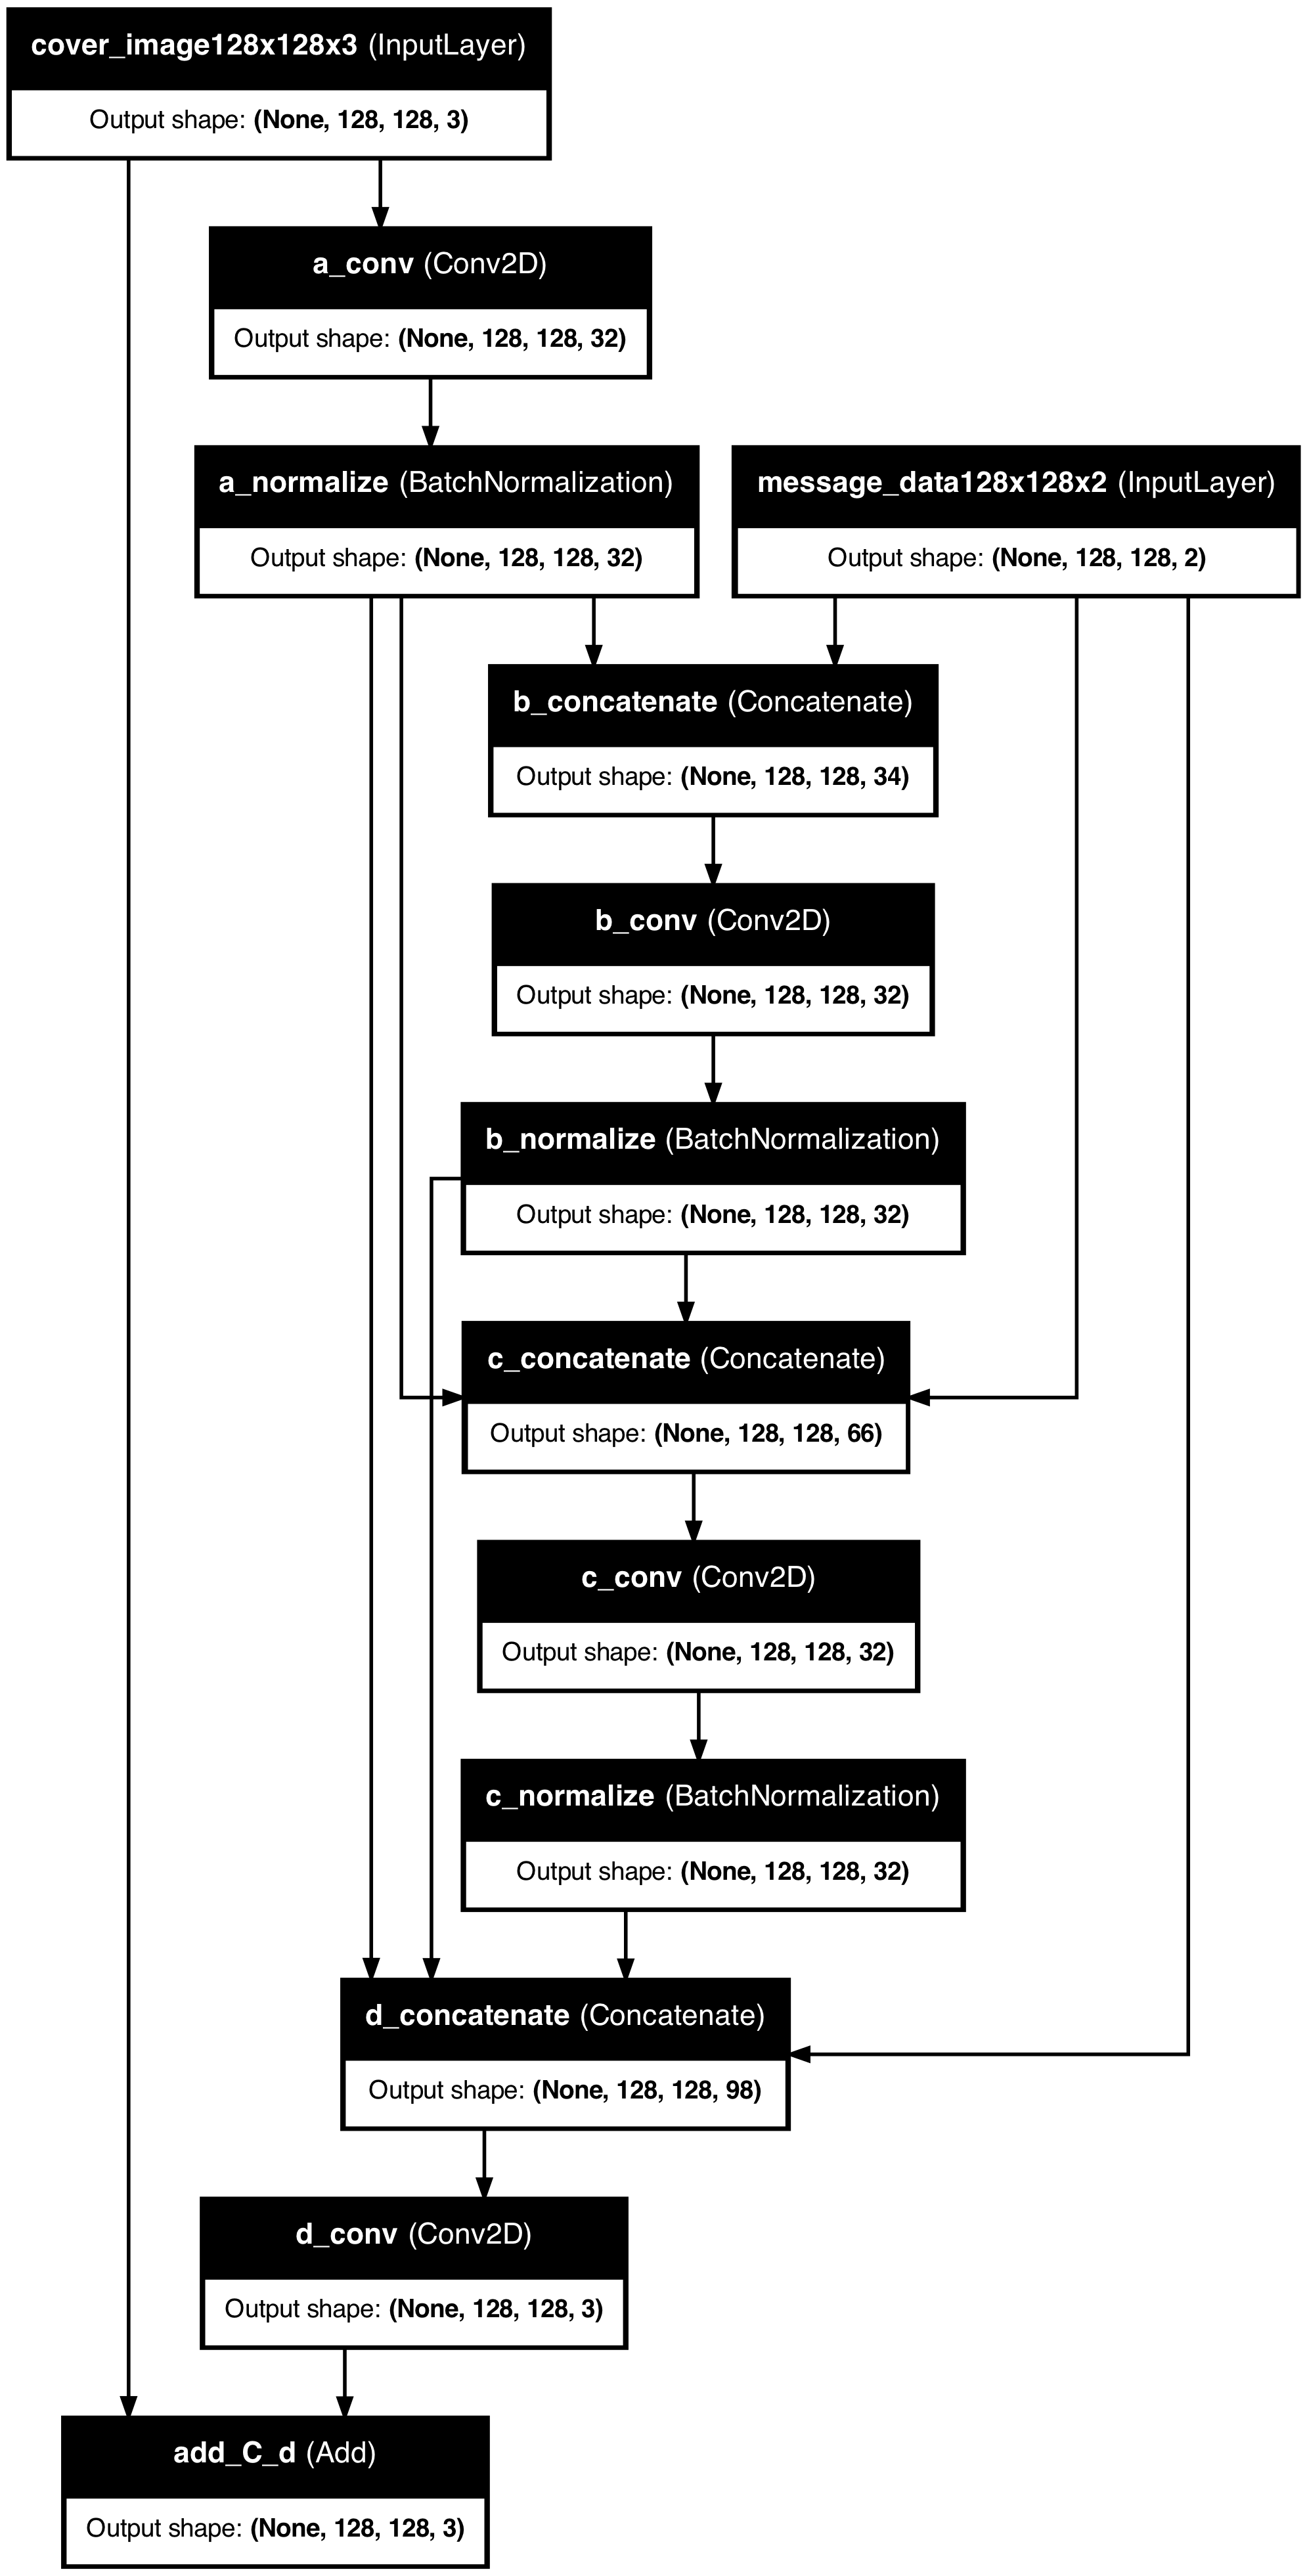 cover_image128x128x3 (InputLayer)
Output shape: (None, 128, 128, 3)
a_conv (Conv2D)
Output shape: (None, 128, 128, 32)
a_normalize (BatchNormalization)
Output shape: (None, 128, 128, 32)
message_data128x128x2 (InputLayer)
Output shape: (None, 128, 128, 2)
b_concatenate (Concatenate)
Output shape: (None, 128, 128, 34)
b_conv (Conv2D)
Output shape: (None, 128, 128, 32)
b_normalize (BatchNormalization)
Output shape: (None, 128, 128, 32)
c_concatenate (Concatenate)
Output shape: (None, 128, 128, 66)
c_conv (Conv2D)
Output shape: (None, 128, 128, 32)
c_normalize (BatchNormalization)
Output shape: (None, 128, 128, 32)
d_concatenate (Concatenate)
Output shape: (None, 128, 128, 98)
d_conv (Conv2D)
Output shape: (None, 128, 128, 3)
add_C_d (Add)
Output shape: (None, 128, 128, 3)